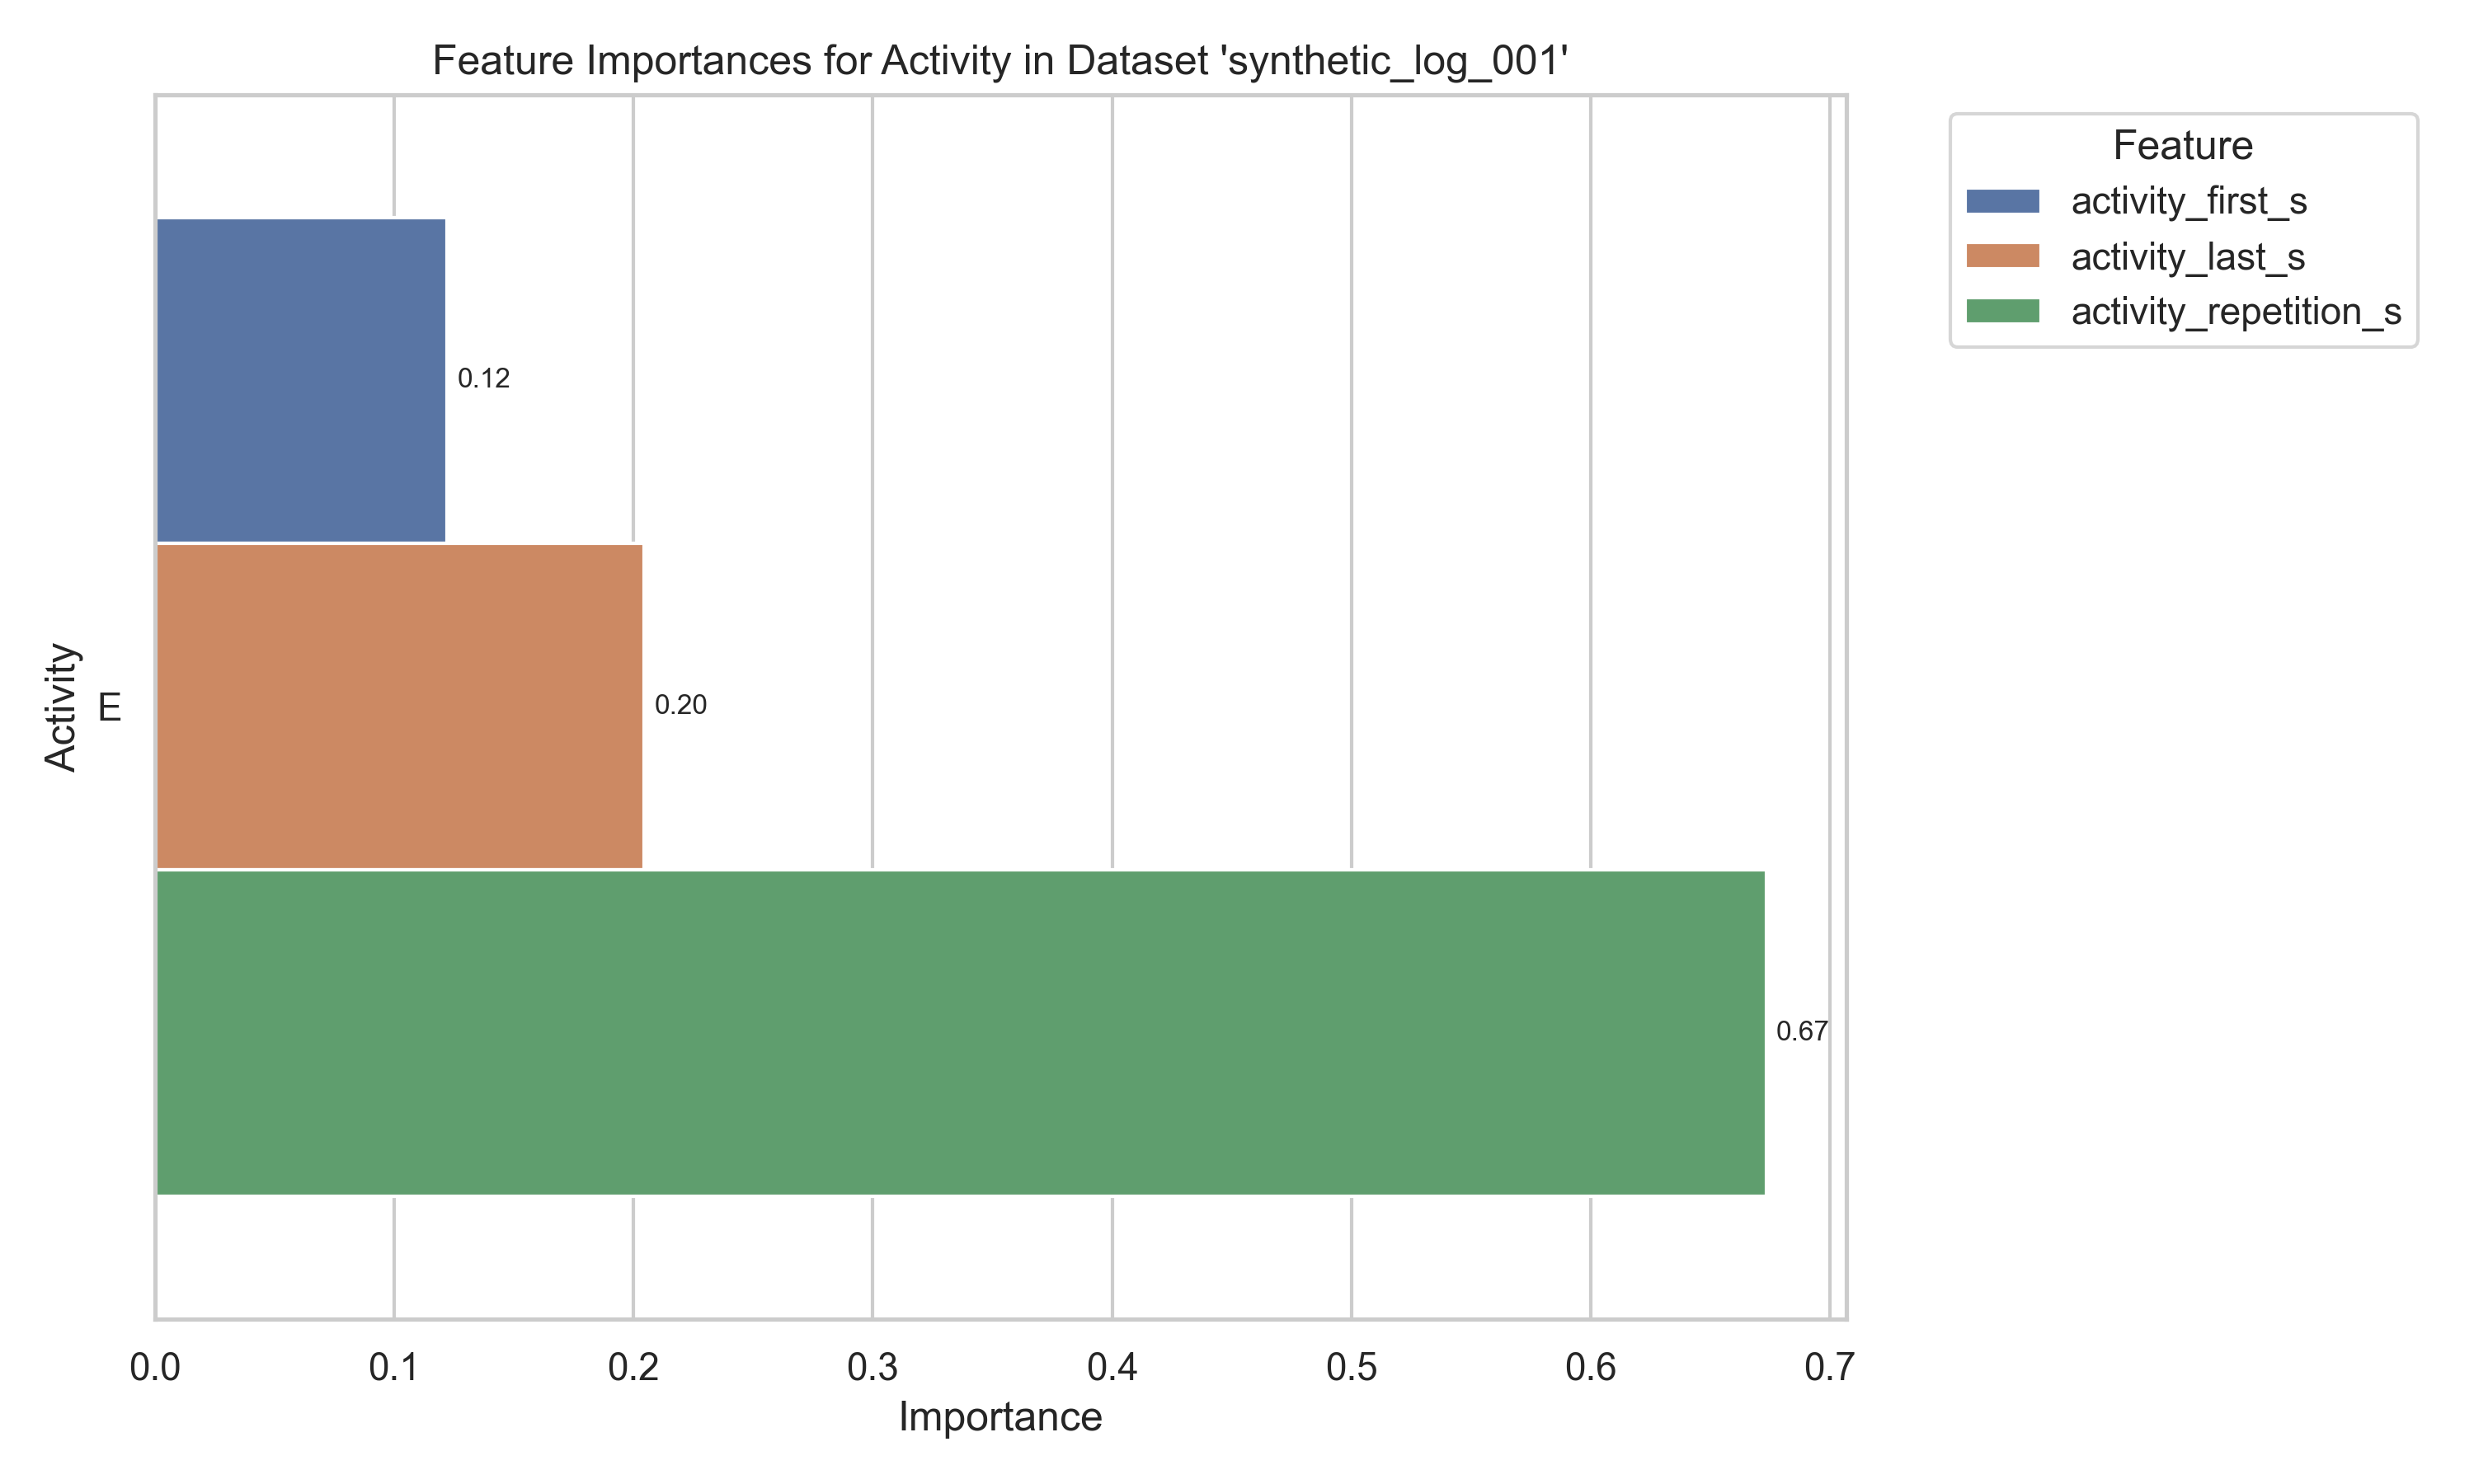 Feature Importances for Activity in Dataset 'synthetic_log_001'
Feature
activity_first_s
activity_last_s
activity_repetition_s
0.12
0.20
0.67
Activity
E
0.0 0.1 0.2 0.3 0.4 0.5 0.6 0.7
Importance